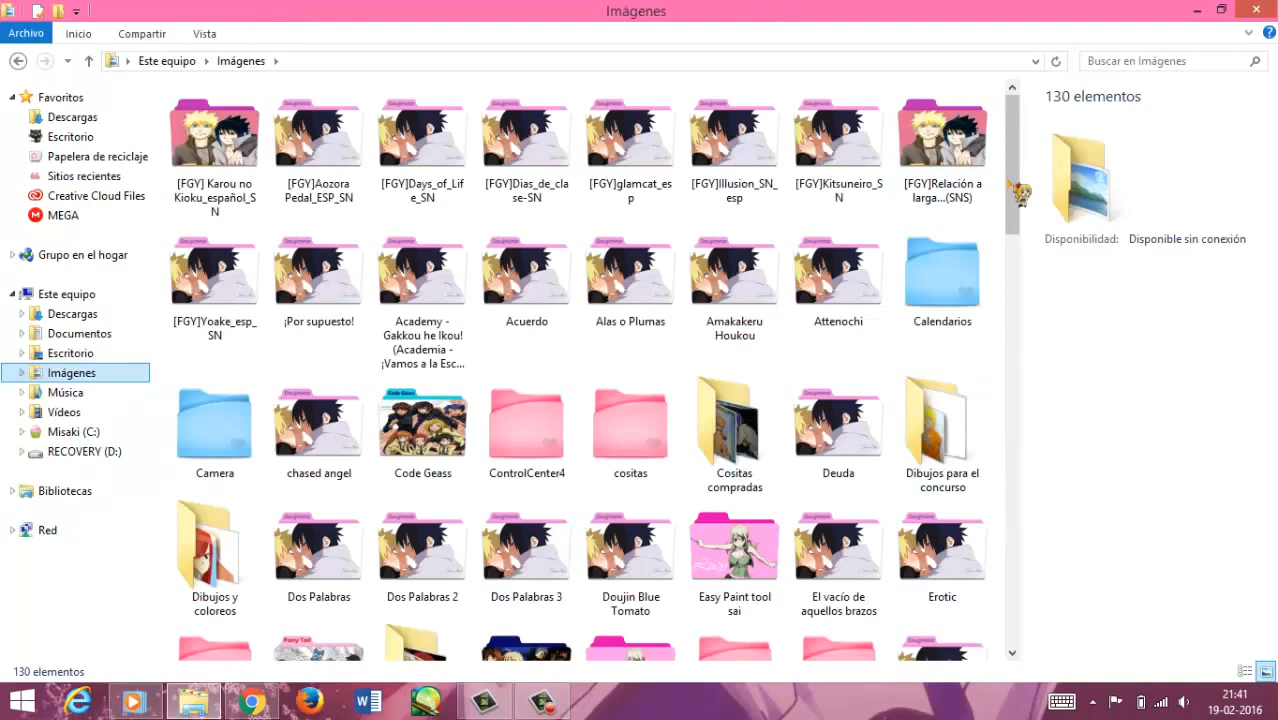 Imágenes
Archivo
Inicio
Compartir
Vista
Este equipo
Imágenes
Buscar en Imágenes
Favoritos
Descargas
Escritorio
Papelera de reciclaje
Sitios recientes
Creative Cloud Files
MEGA
Grupo en el hogar
Este equipo
Descargas
Documentos
Escritorio
Imágenes
Música
Vídeos
Misaki (C:)
RECOVERY (D:)
Bibliotecas
Red
[FGY] Karou no
Kioku_español_S
N
[FGY]Aozora
Pedal_ESP_SN
[FGY]Days_of_Lif
e_SN
[FGY]Dias_de_cla
se-SN
[FGY]glamcat_es
p
[FGY]Illusion_SN_
esp
[FGY]Kitsuneiro_S
N
[FGY]Relación a
larga...(SNS)
[FGY]Yoake_esp_
SN
¡Por supuesto!
Academy -
Gakkou he Ikou!
(Academia -
¡Vamos a la Esc...
Acuerdo
Alas o Plumas
Amakakeru
Houkou
Attenochi
Calendarios
Camera
chased angel
Code Geass
Code Geass
ControlCenter4
cositas
Cositas
compradas
Deuda
Dibujos para el
concurso
Dibujos y
coloreos
Dos Palabras
Dos Palabras 2
Dos Palabras 3
Doujin Blue
Tomato
Easy Paint tool
sai
El vacío de
aquellos brazos
Erotic
Fairy Tail
130 elementos
Disponibilidad:
Disponible sin conexión
130 elementos
21:41
19-02-2016